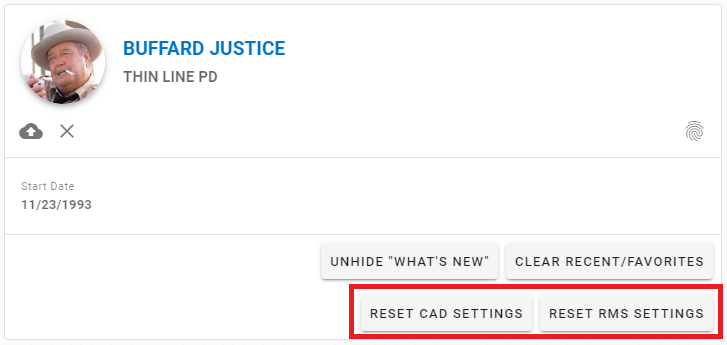 BUFFARD JUSTICE
THIN LINE PD
Start Date
11/23/1993
UNHIDE "WHAT'S NEW" CLEAR RECENT/FAVORITES
RESET CAD SETTINGS RESET RMS SETTINGS